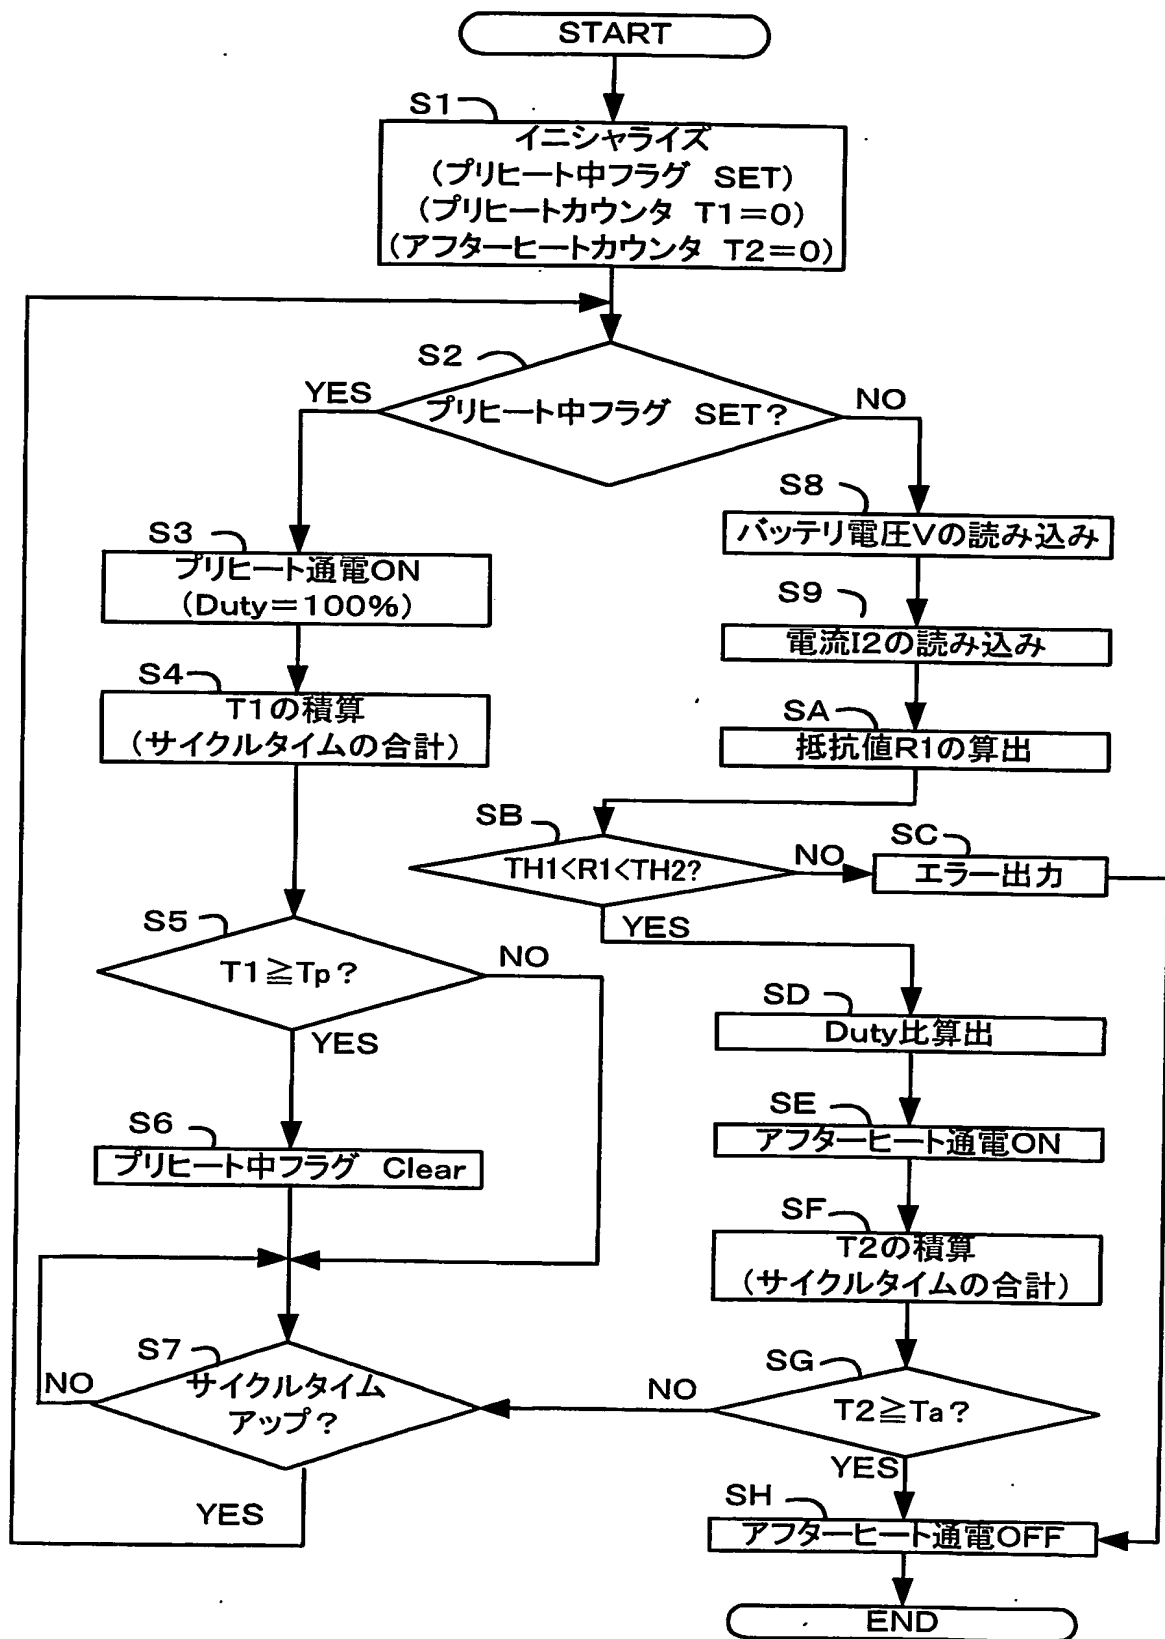 START
S1
イニシャライズ
(プリヒート中フラグ SET)
(プリヒートカウンタ T1=0)
(アフターヒートカウンタ T2=0)
S2
YES
プリヒート中フラグ SET?
NO
S3
プリヒート通電ON
(Duty=100%)
S4
T1の積算
(サイクルタイムの合計)
S5
T1≧Tp?
NO
YES
S6
プリヒート中フラグ Clear
S7
サイクルタイム
アップ?
NO
YES
S8
バッテリ電圧Vの読み込み
S9
電流I2の読み込み
SA
抵抗値R1の算出
SB
TH1<R1<TH2?
NO
YES
SC
エラー出力
SD
Duty比算出
SE
アフターヒート通電ON
SF
T2の積算
(サイクルタイムの合計)
SG
T2≧Ta?
NO
YES
SH
アフターヒート通電OFF
END